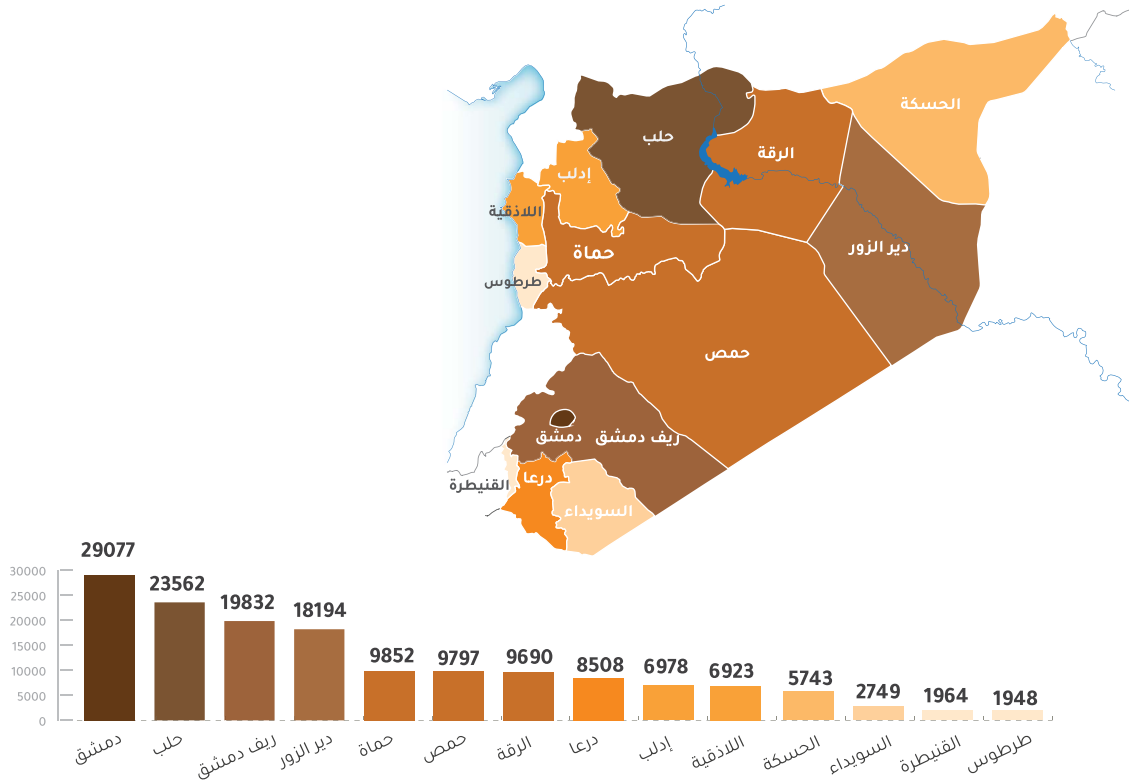 الحسكة
حلب
الرقة
إدلب
اللاذقية
دير الزور
حماة
طرطوس
حمص
دمشق
ريف دمشق
درعا
القنيطرة
السويداء
29077
23562
19832
18194
9852
9797
9690
8508
6978
6923
5743
2749
1964
1948
30000
25000
20000
15000
10000
5000
0
دمشق
حلب
ريف دمشق
دير الزور
حماة
حمص
الرقة
درعا
إدلب
اللاذقية
الحسكة
السويداء
القنيطرة
طرطوس